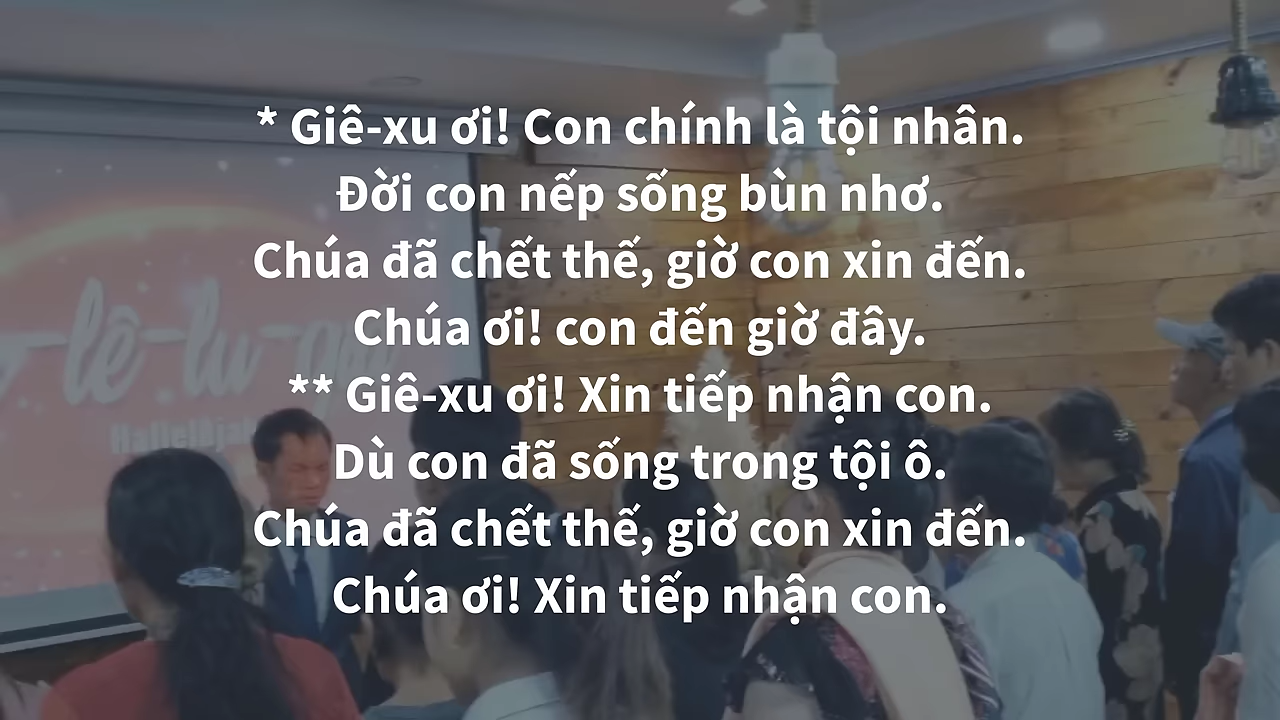 * Giê-xu ơi! Con chính là tội nhân.
Đời con nếp sống bùn nhơ.
Chúa đã chết thế, giờ con xin đến.
Chúa ơi! con đến giờ đây.
** Giê-xu ơi! Xin tiếp nhận con.
Dù con đã sống trong tội ô.
Chúa đã chết thế, giờ con xin đến.
Chúa ơi! Xin tiếp nhận con.
-lê-lu-